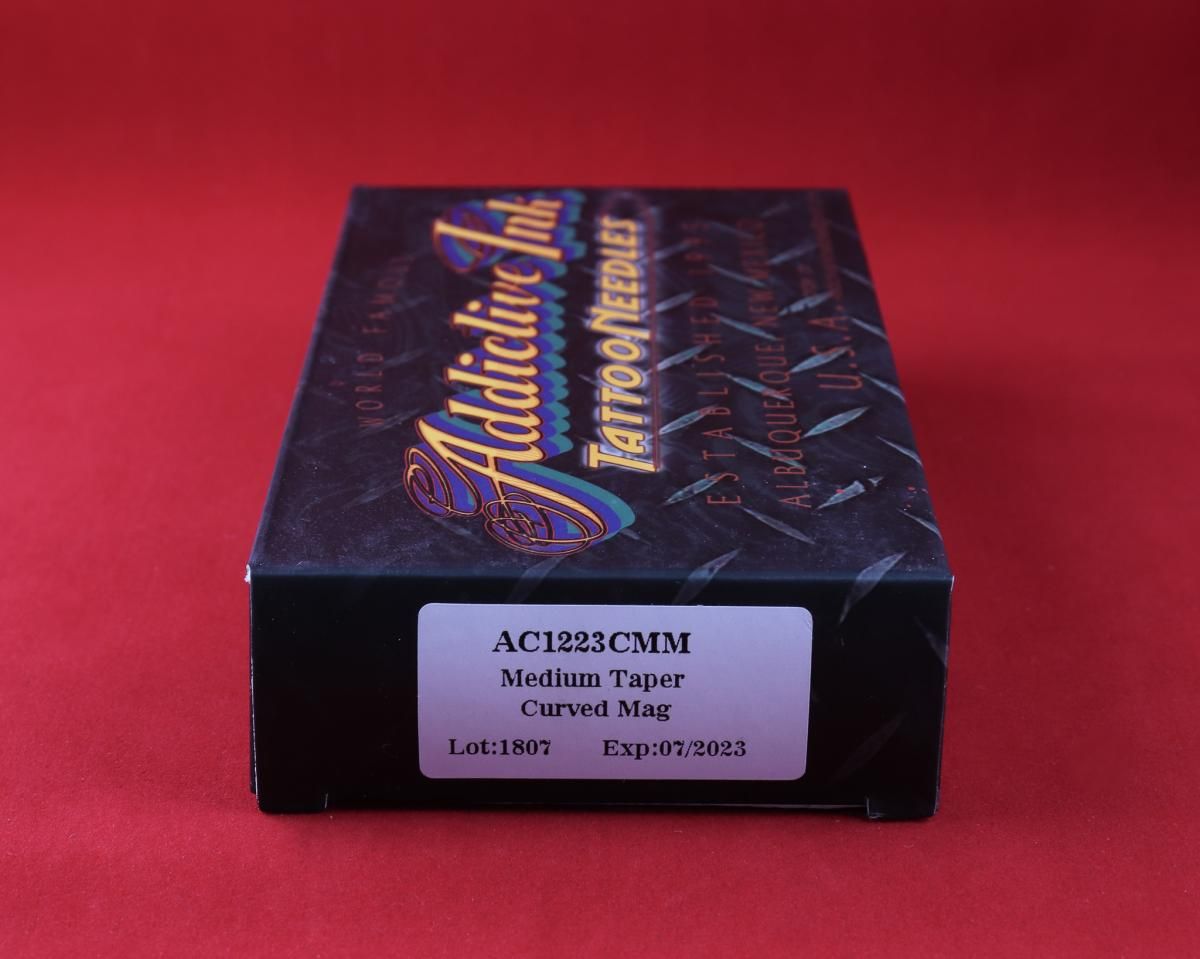 WORLD FAMOUS
Addictive Ink
TATTOO NEEDLES
ESTABLISHED 1995
ALBUQUERQUE NEW MEXICO
U.S.A.
AC1223CMM
Medium Taper
Curved Mag
Lot:1807 Exp:07/2023